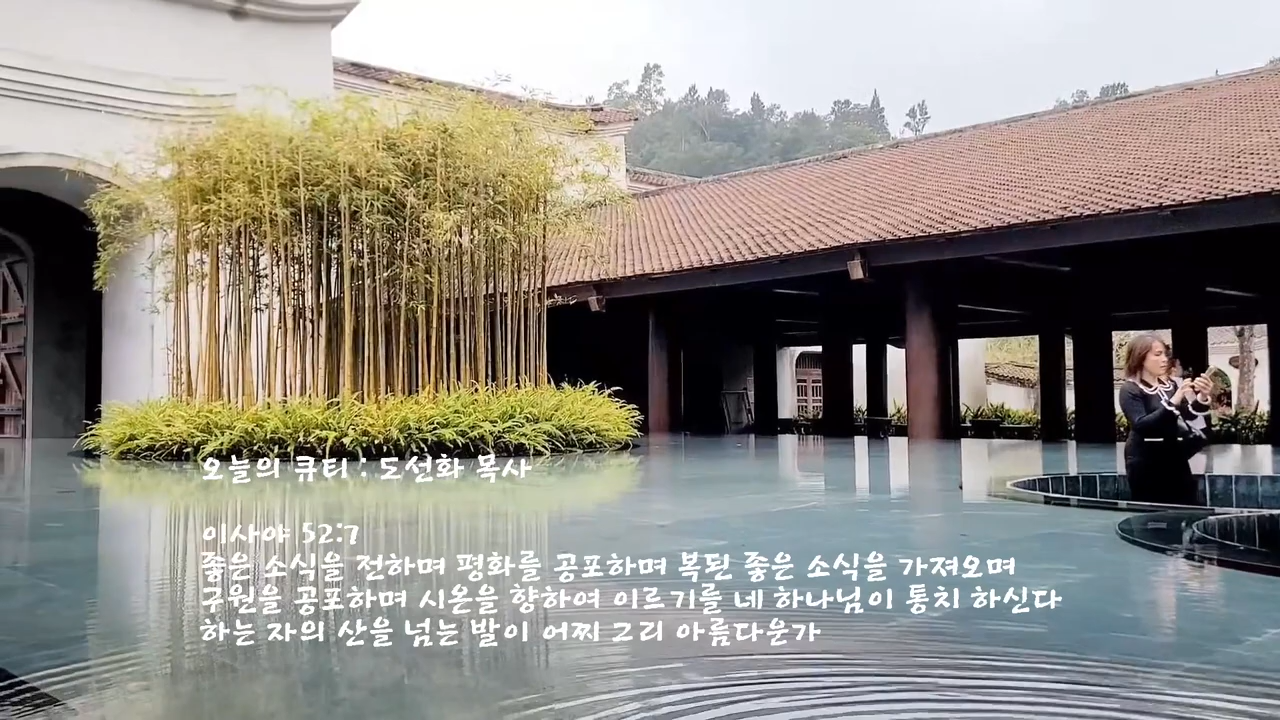 오늘의 큐티 : 도선화 목사
이사야 52:7
좋은 소식을 전하며 평화를 공포하며 복된 좋은 소식을 가져오며
구원을 공포하며 시온을 향하여 이르기를 네 하나님이 통치 하신다
하는 자의 산을 넘는 발이 어찌 그리 아름다운가